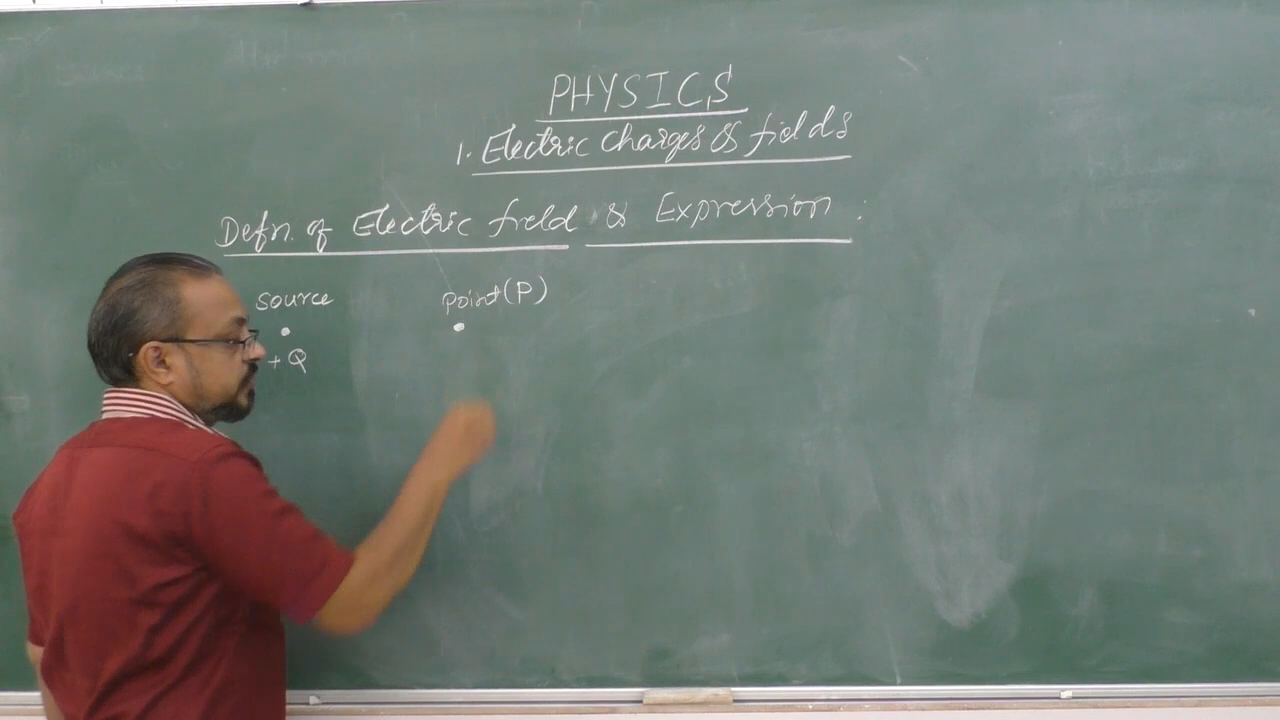 PHYSICS
1. Electric Charges & fields
Defn. of Electric field & Expression :
source point (P)
+ Q